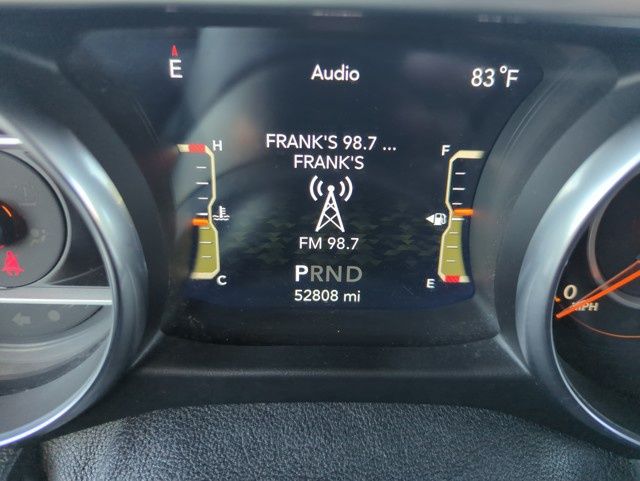 E
Audio
83°F
H
FRANK'S 98.7 ...
F
FRANK'S
FM 98.7
C
PRND
E
52808 mi
0
MPH